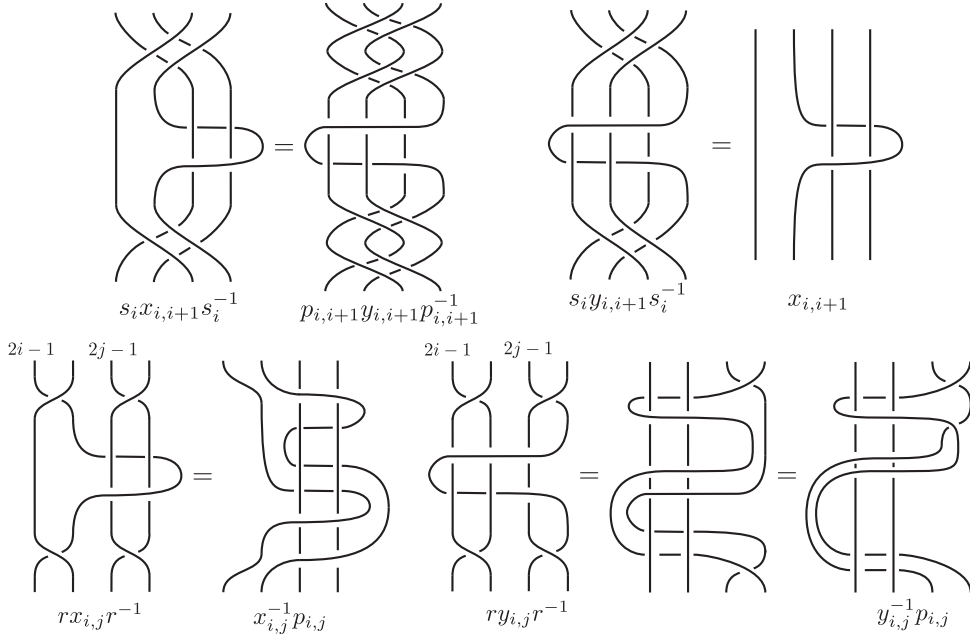 = =
s_i x_{i,i+1} s_i^{-1} p_{i,i+1} y_{i,i+1} p_{i,i+1}^{-1} s_i y_{i,i+1} s_i^{-1} x_{i,i+1}
2i − 1 2j − 1 2i − 1 2j − 1
= = =
r x_{i,j} r^{-1} x_{i,j}^{-1} p_{i,j} r y_{i,j} r^{-1} y_{i,j}^{-1} p_{i,j}